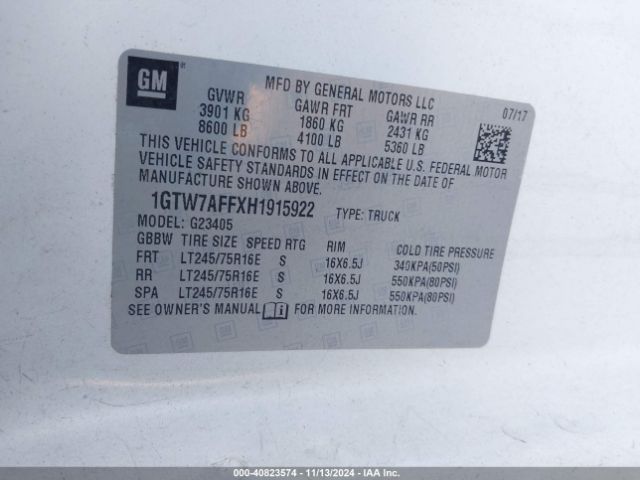 GM
MFD BY GENERAL MOTORS LLC
07/17
GVWR GAWR FRT GAWR RR
3901 KG 1860 KG 2431 KG
8600 LB 4100 LB 5360 LB
THIS VEHICLE CONFORMS TO ALL APPLICABLE U.S. FEDERAL MOTOR
VEHICLE SAFETY STANDARDS IN EFFECT ON THE DATE OF
MANUFACTURE SHOWN ABOVE.
1GTW7AFFXH1915922 TYPE: TRUCK
MODEL: G23405
GBBW TIRE SIZE SPEED RTG RIM COLD TIRE PRESSURE
FRT LT245/75R16E S 16X6.5J 340KPA(50PSI)
RR LT245/75R16E S 16X6.5J 550KPA(80PSI)
SPA LT245/75R16E S 16X6.5J 550KPA(80PSI)
SEE OWNER'S MANUAL FOR MORE INFORMATION.
000-40823574 - 11/13/2024 - IAA Inc.